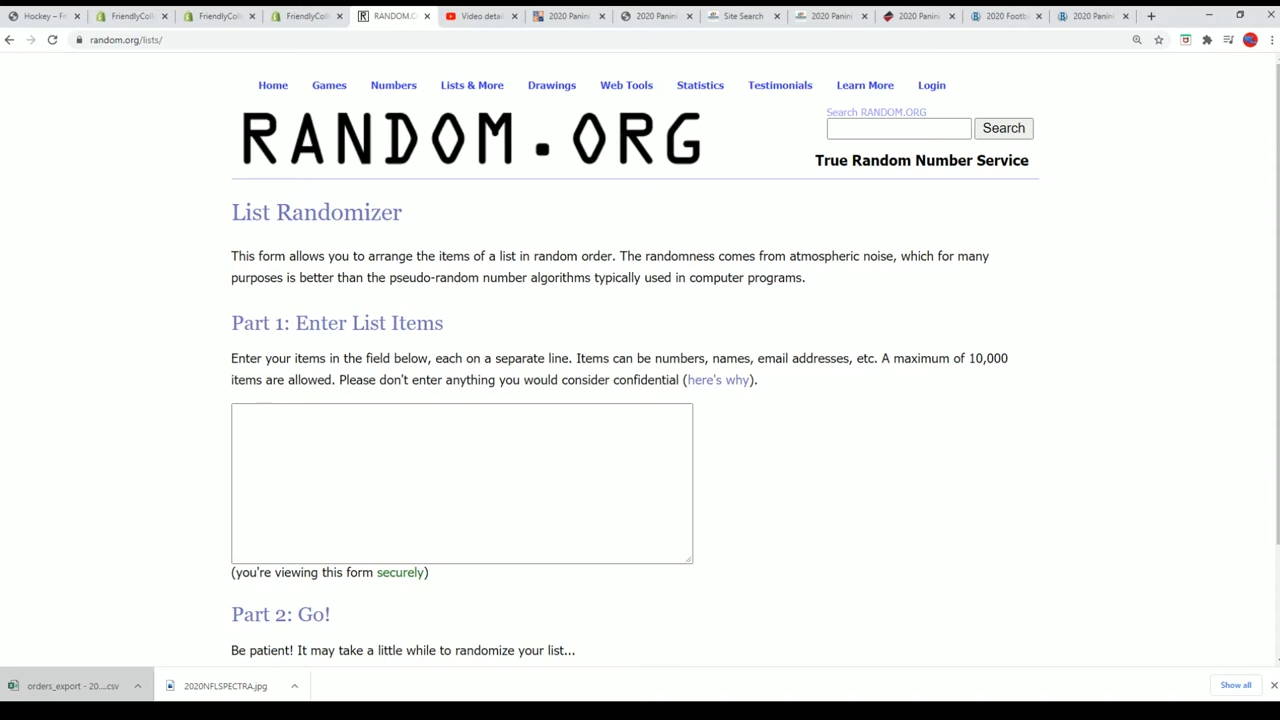 Hockey – Fr
FriendlyColl
FriendlyColl
FriendlyColl
RANDOM.O
Video detai
2020 Panini
2020 Panini
Site Search
2020 Panini
2020 Panini
2020 Footba
2020 Panini
random.org/lists/
Home Games Numbers Lists & More Drawings Web Tools Statistics Testimonials Learn More Login
RANDOM.ORG
Search RANDOM.ORG
Search
True Random Number Service
List Randomizer
This form allows you to arrange the items of a list in random order. The randomness comes from atmospheric noise, which for many
purposes is better than the pseudo-random number algorithms typically used in computer programs.
Part 1: Enter List Items
Enter your items in the field below, each on a separate line. Items can be numbers, names, email addresses, etc. A maximum of 10,000
items are allowed. Please don't enter anything you would consider confidential (here's why).
(you're viewing this form securely)
Part 2: Go!
Be patient! It may take a little while to randomize your list...
orders_export - 20....csv
2020NFLSPECTRA.jpg
Show all